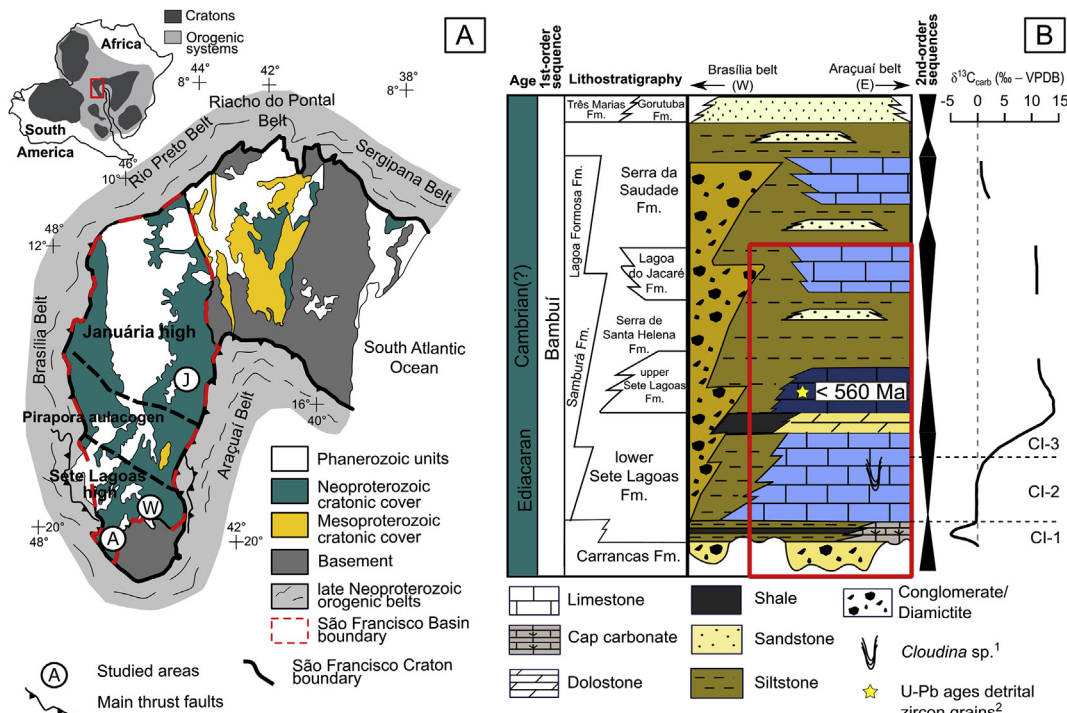 Cratons
Orogenic
systems
Africa
South
America
A
44°
8°
42°
38°
8°
46°
10°
48°
12°
16°
40°
20°
48°
42°
20°
Riacho do Pontal
Belt
Rio Preto Belt
Sergipana Belt
Brasília Belt
Araçuaí Belt
South Atlantic
Ocean
Januária high
J
Pirapora aulacogen
Sete Lagoas
high
W
A
Phanerozoic units
Neoproterozoic
cratonic cover
Mesoproterozoic
cratonic cover
Basement
late Neoproterozoic
orogenic belts
São Francisco Basin
boundary
São Francisco Craton
boundary
A
Studied areas
Main thrust faults
B
Age
1st-order
sequence
Lithostratigraphy
Brasília belt
(W)
Araçuaí belt
(E)
2nd-order
sequences
δ¹³Ccarb (‰ – VPDB)
-5 0 5 10 15
Ediacaran
Cambrian(?)
Bambuí
Três Marias
Fm.
Gorutuba
Fm.
Lagoa Formosa Fm.
Serra da
Saudade
Fm.
Lagoa
do Jacaré
Fm.
Samburá Fm.
Serra de
Santa Helena
Fm.
upper
Sete Lagoas
Fm.
lower
Sete Lagoas
Fm.
Carrancas Fm.
< 560 Ma
CI-3
CI-2
CI-1
Limestone
Cap carbonate
Dolostone
Shale
Sandstone
Siltstone
Conglomerate/
Diamictite
Cloudina sp.¹
U-Pb ages detrital
zircon grains²